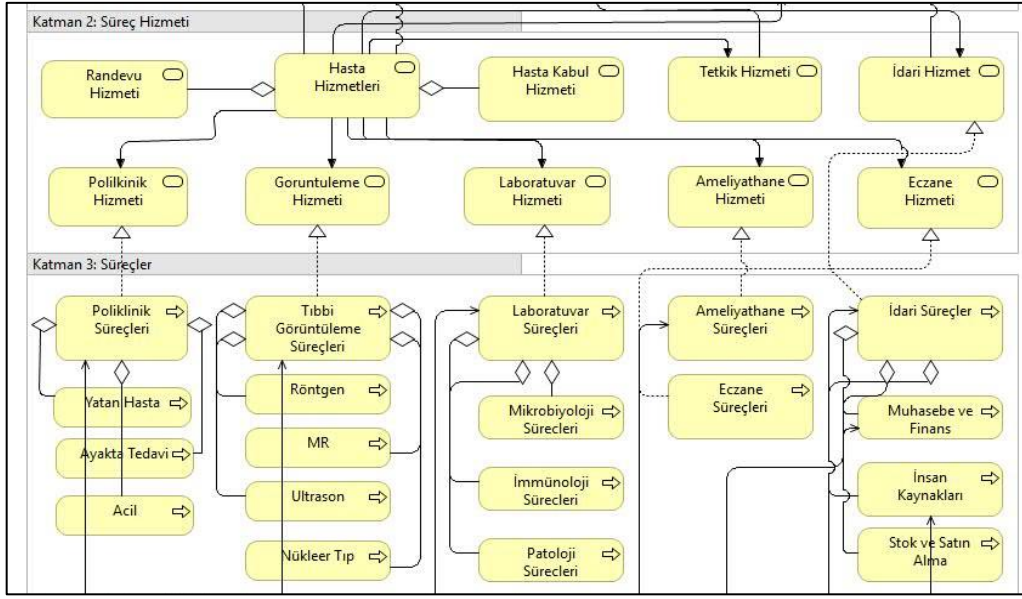 Katman 2: Süreç Hizmeti
Randevu
Hizmeti
Hasta
Hizmetleri
Hasta Kabul
Hizmeti
Tetkik Hizmeti
İdari Hizmet
Polilkinik
Hizmeti
Goruntuleme
Hizmeti
Laboratuvar
Hizmeti
Ameliyathane
Hizmeti
Eczane
Hizmeti
Katman 3: Süreçler
Poliklinik
Süreçleri
Tıbbi
Görüntüleme
Süreçleri
Laboratuvar
Süreçleri
Ameliyathane
Süreçleri
İdari Süreçler
Yatan Hasta
Röntgen
Mikrobiyoloji
Sürecleri
Eczane
Süreçleri
Muhasebe ve
Finans
Ayakta Tedavi
MR
Acil
Ultrason
İmmünoloji
Sürecleri
İnsan
Kaynakları
Nükleer Tıp
Patoloji
Sürecleri
Stok ve Satın
Alma